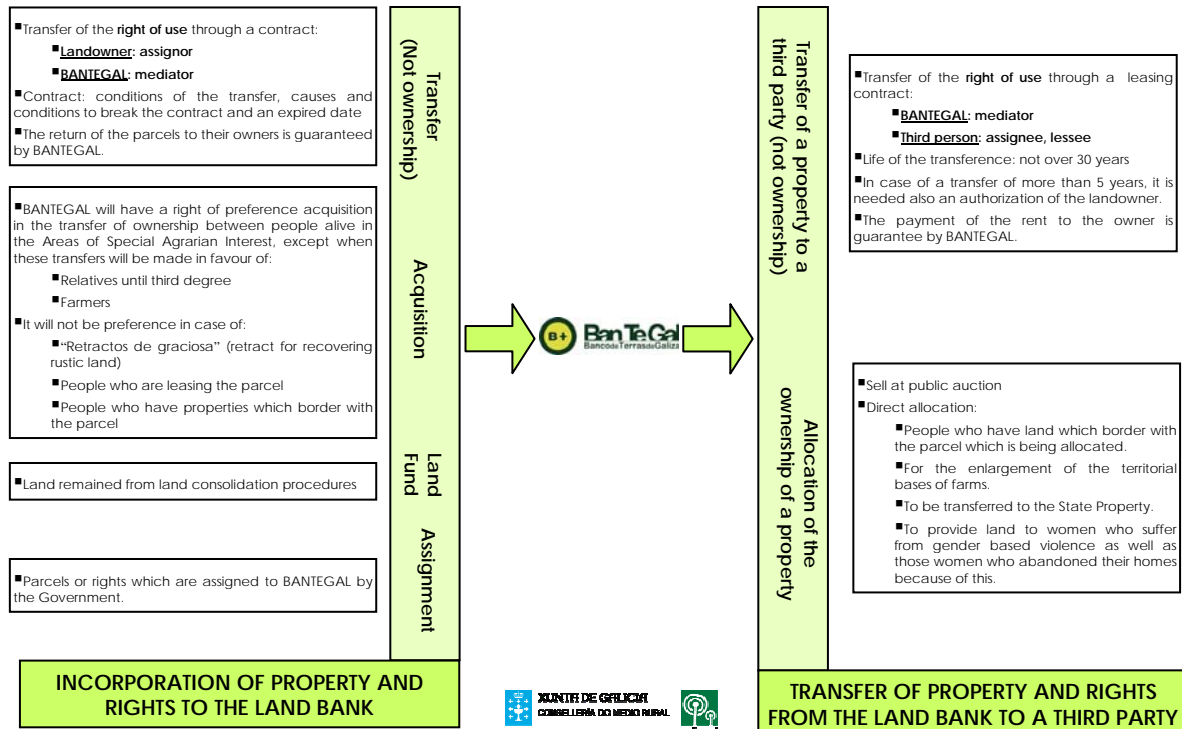 ▪Transfer of the right of use through a contract:
▪Landowner: assignor
▪BANTEGAL: mediator
▪Contract: conditions of the transfer, causes and
conditions to break the contract and an expired date
▪The return of the parcels to their owners is guaranteed
by BANTEGAL.
▪BANTEGAL will have a right of preference acquisition
in the transfer of ownership between people alive in
the Areas of Special Agrarian Interest, except when
these transfers will be made in favour of:
▪Relatives until third degree
▪Farmers
▪It will not be preference in case of:
▪“Retractos de graciosa” (retract for recovering
rustic land)
▪People who are leasing the parcel
▪People who have properties which border with
the parcel
▪Land remained from land consolidation procedures
▪Parcels or rights which are assigned to BANTEGAL by
the Government.
Transfer
(Not ownership)
Acquisition
Land
Fund
Assignment
INCORPORATION OF PROPERTY AND
RIGHTS TO THE LAND BANK
B+
BanTeGal
BancodeTerrasdeGaliza
XUNTA DE GALICIA
CONSELLERÍA DO MEDIO RURAL
Transfer of a property to a
third party (not ownership)
Allocation of the
ownership of a property
▪Transfer of the right of use through a leasing
contract:
▪BANTEGAL: mediator
▪Third person: assignee, lessee
▪Life of the transference: not over 30 years
▪In case of a transfer of more than 5 years, it is
needed also an authorization of the landowner.
▪The payment of the rent to the owner is
guarantee by BANTEGAL.
▪Sell at public auction
▪Direct allocation:
▪People who have land which border with
the parcel which is being allocated.
▪For the enlargement of the territorial
bases of farms.
▪To be transferred to the State Property.
▪To provide land to women who suffer
from gender based violence as well as
those women who abandoned their homes
because of this.
TRANSFER OF PROPERTY AND RIGHTS
FROM THE LAND BANK TO A THIRD PARTY